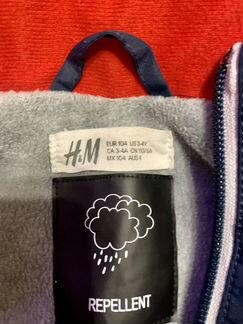 H&M
EUR 104 US 3-4Y
CA 3-4A CN 110/56
MX 104 AUS 4
REPELLENT